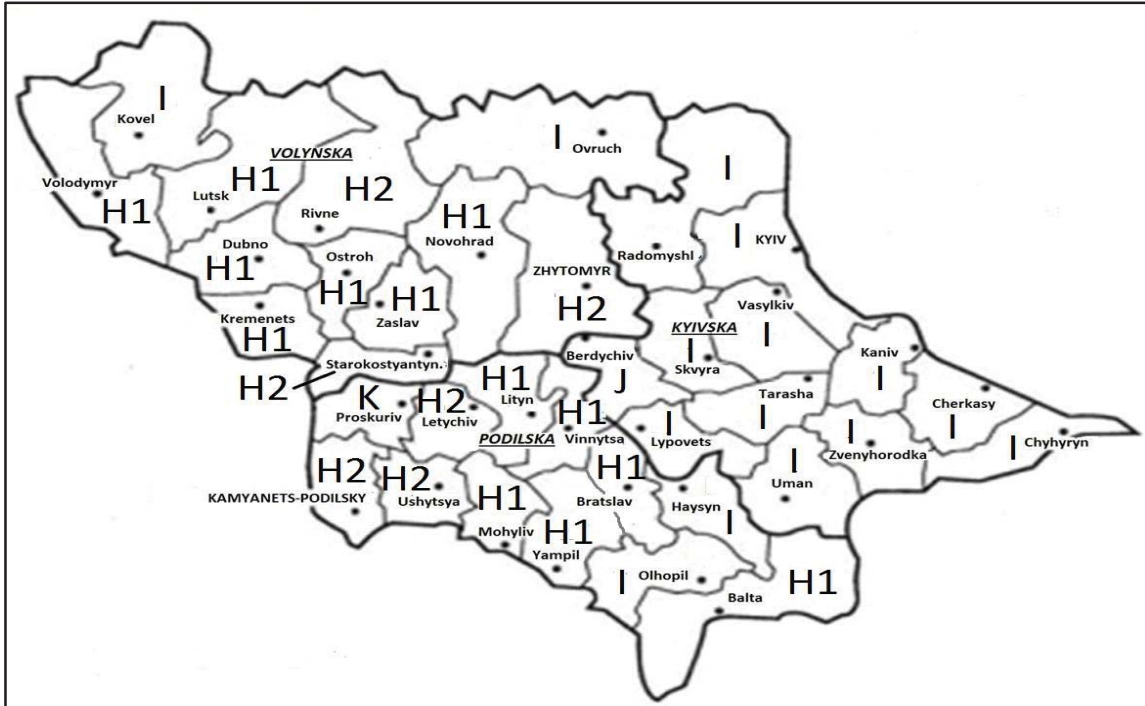 I
Kovel
VOLYNSKA
I
Ovruch
I
Volodymyr
H1
Lutsk
H1
H2
Rivne
H1
Novohrad
Radomyshl
I
KYIV
Dubno
H1
Ostroh
H1
H1
Zaslav
ZHYTOMYR
H2
Vasylkiv
I
Kremenets
H1
KYIVSKA
I
Skvyra
Starokostyantyn.
H2
Berdychiv
J
Kaniv
I
H1
Lityn
K
Proskuriv
H2
Letychiv
PODILSKA
H1
Vinnytsa
I
Lypovets
Tarasha
I
Cherkasy
I
I
Zvenyhorodka
I
Chyhyryn
H2
KAMYANETS-PODILSKY
H2
Ushytsya
H1
Mohyliv
H1
Bratslav
Haysyn
I
I
Uman
H1
Yampil
I
Olhopil
H1
Balta